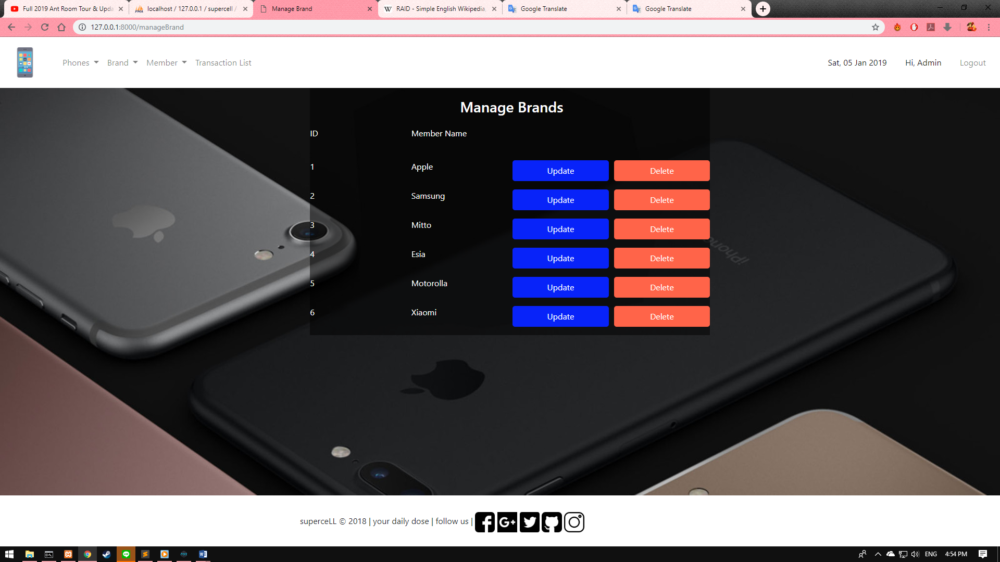 Full 2019 Ant Room Tour & Upda
localhost / 127.0.0.1 / supercell /
Manage Brand
RAID - Simple English Wikipedia,
Google Translate
Google Translate
127.0.0.1:8000/manageBrand
Phones Brand Member Transaction List
Sat, 05 Jan 2019 Hi, Admin Logout
Manage Brands
ID Member Name
1 Apple Update Delete
2 Samsung Update Delete
3 Mitto Update Delete
4 Esia Update Delete
5 Motorolla Update Delete
6 Xiaomi Update Delete
iPhone
superceLL © 2018 | your daily dose | follow us |
ENG 4:54 PM